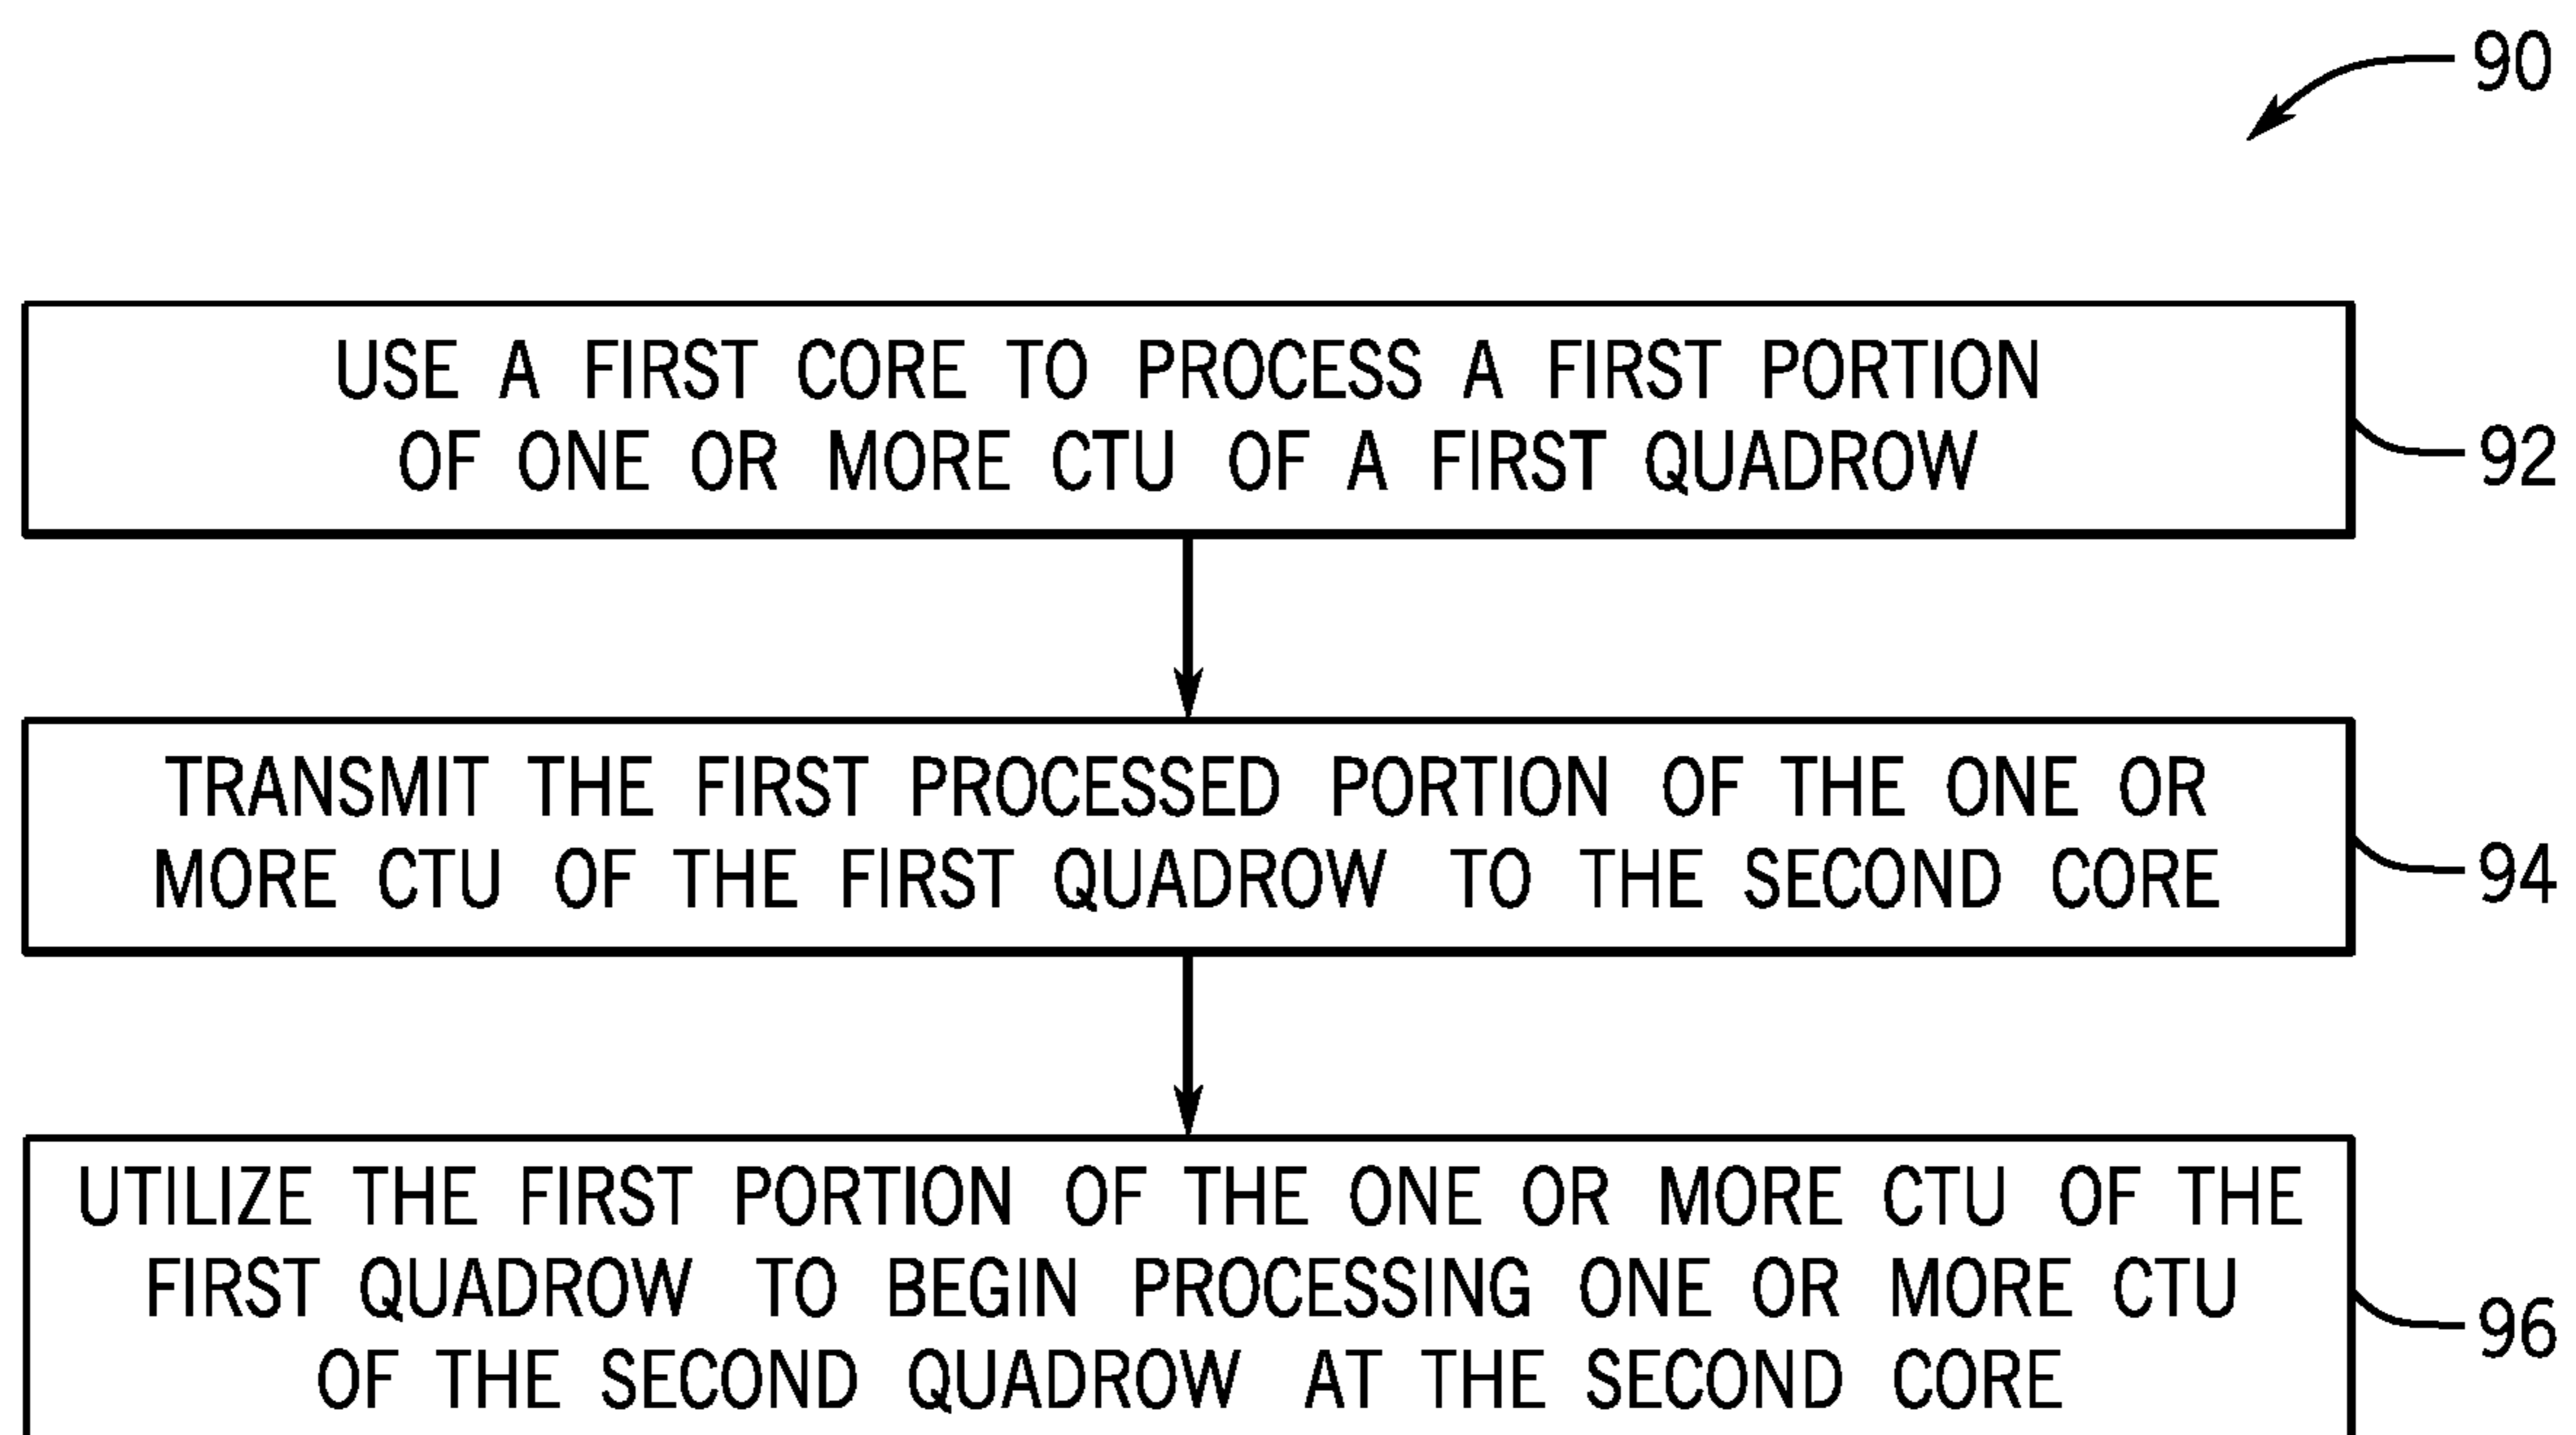 90
USE A FIRST CORE TO PROCESS A FIRST PORTION
OF ONE OR MORE CTU OF A FIRST QUADROW
92
TRANSMIT THE FIRST PROCESSED PORTION OF THE ONE OR
MORE CTU OF THE FIRST QUADROW TO THE SECOND CORE
94
UTILIZE THE FIRST PORTION OF THE ONE OR MORE CTU OF THE
FIRST QUADROW TO BEGIN PROCESSING ONE OR MORE CTU
OF THE SECOND QUADROW AT THE SECOND CORE
96